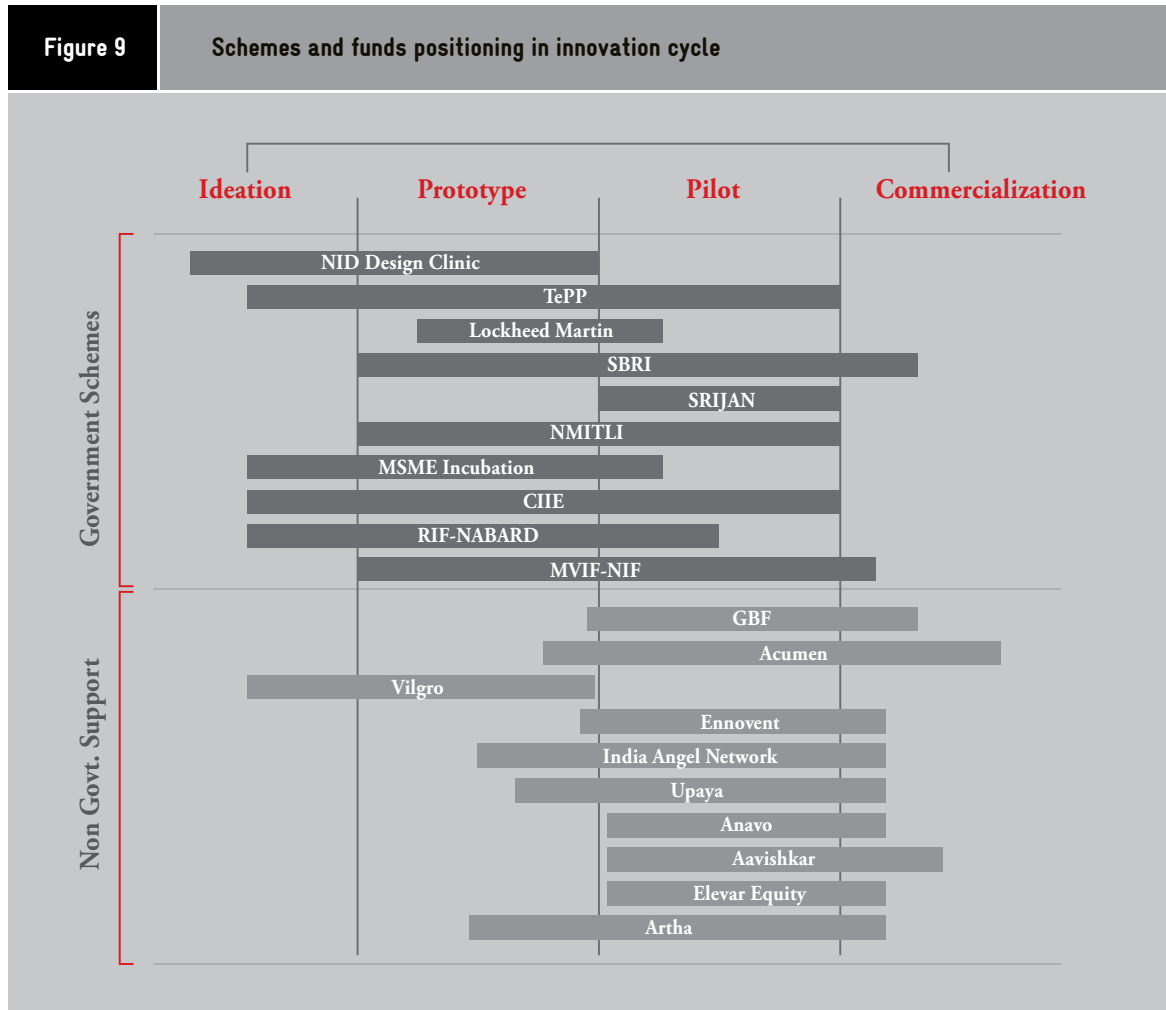 Figure 9
Schemes and funds positioning in innovation cycle
Ideation
Prototype
Pilot
Commercialization
Government Schemes
NID Design Clinic
TePP
Lockheed Martin
SBRI
SRIJAN
NMITLI
MSME Incubation
CIIE
RIF-NABARD
MVIF-NIF
Non Govt. Support
GBF
Acumen
Vilgro
Ennovent
India Angel Network
Upaya
Anavo
Aavishkar
Elevar Equity
Artha